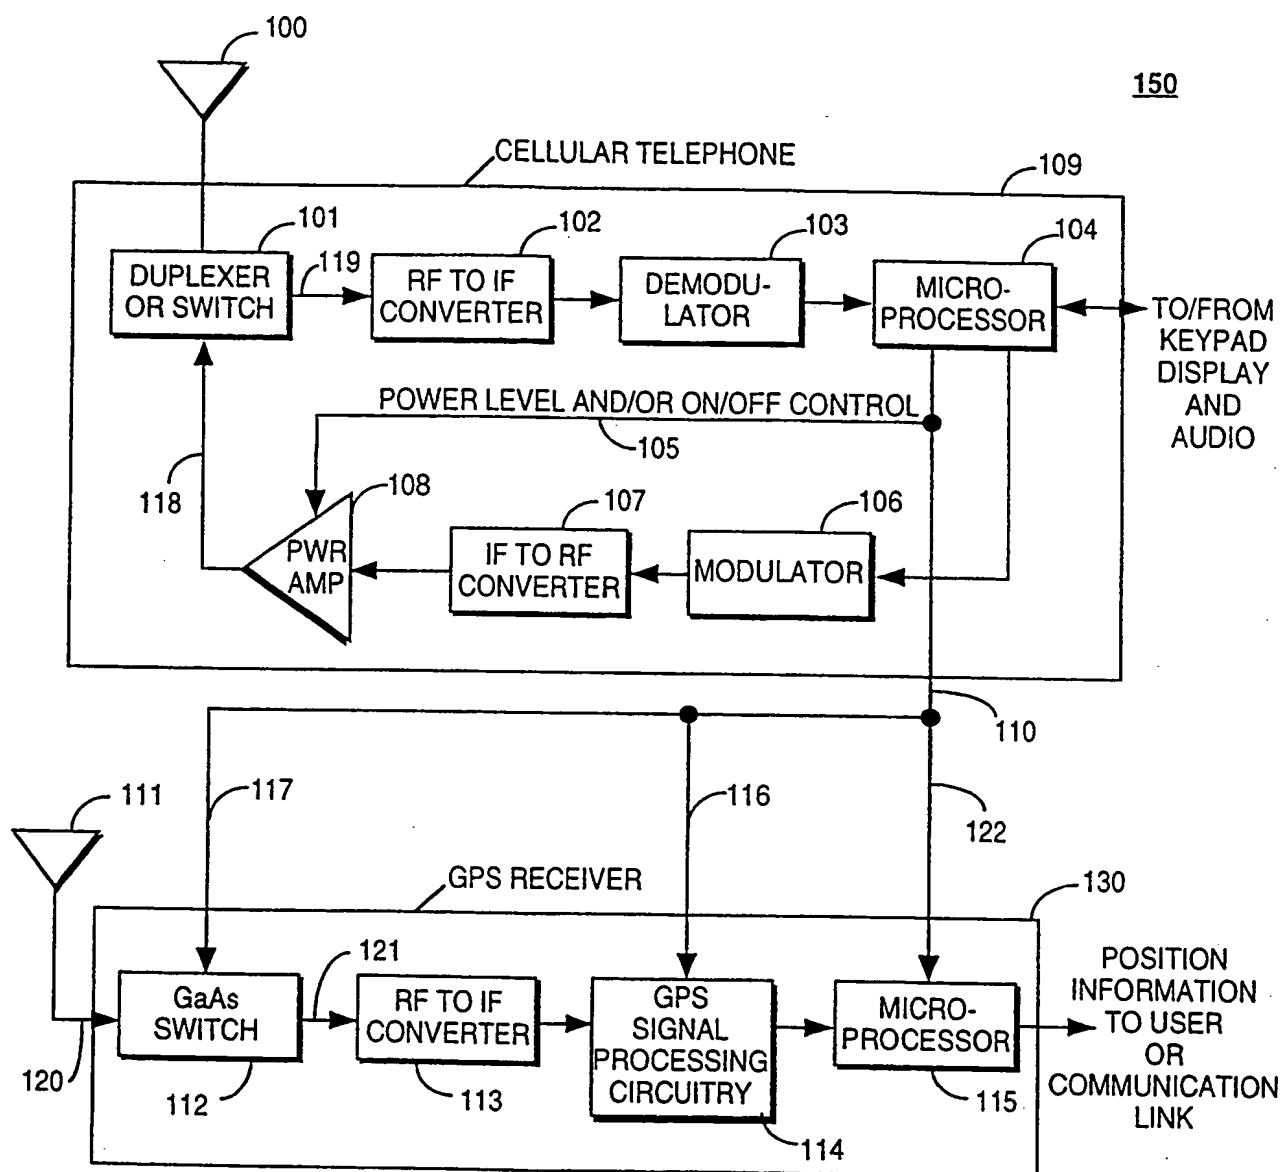 100
150
CELLULAR TELEPHONE
109
101
119
102
103
104
DUPLEXER
OR SWITCH
RF TO IF
CONVERTER
DEMODU-
LATOR
MICRO-
PROCESSOR
TO/FROM
KEYPAD
DISPLAY
AND
AUDIO
POWER LEVEL AND/OR ON/OFF CONTROL
105
118
108
107
106
PWR
AMP
IF TO RF
CONVERTER
MODULATOR
110
111
117
116
122
GPS RECEIVER
130
121
GaAs
SWITCH
RF TO IF
CONVERTER
GPS
SIGNAL
PROCESSING
CIRCUITRY
MICRO-
PROCESSOR
POSITION
INFORMATION
TO USER
OR
COMMUNICATION
LINK
120
112
113
114
115